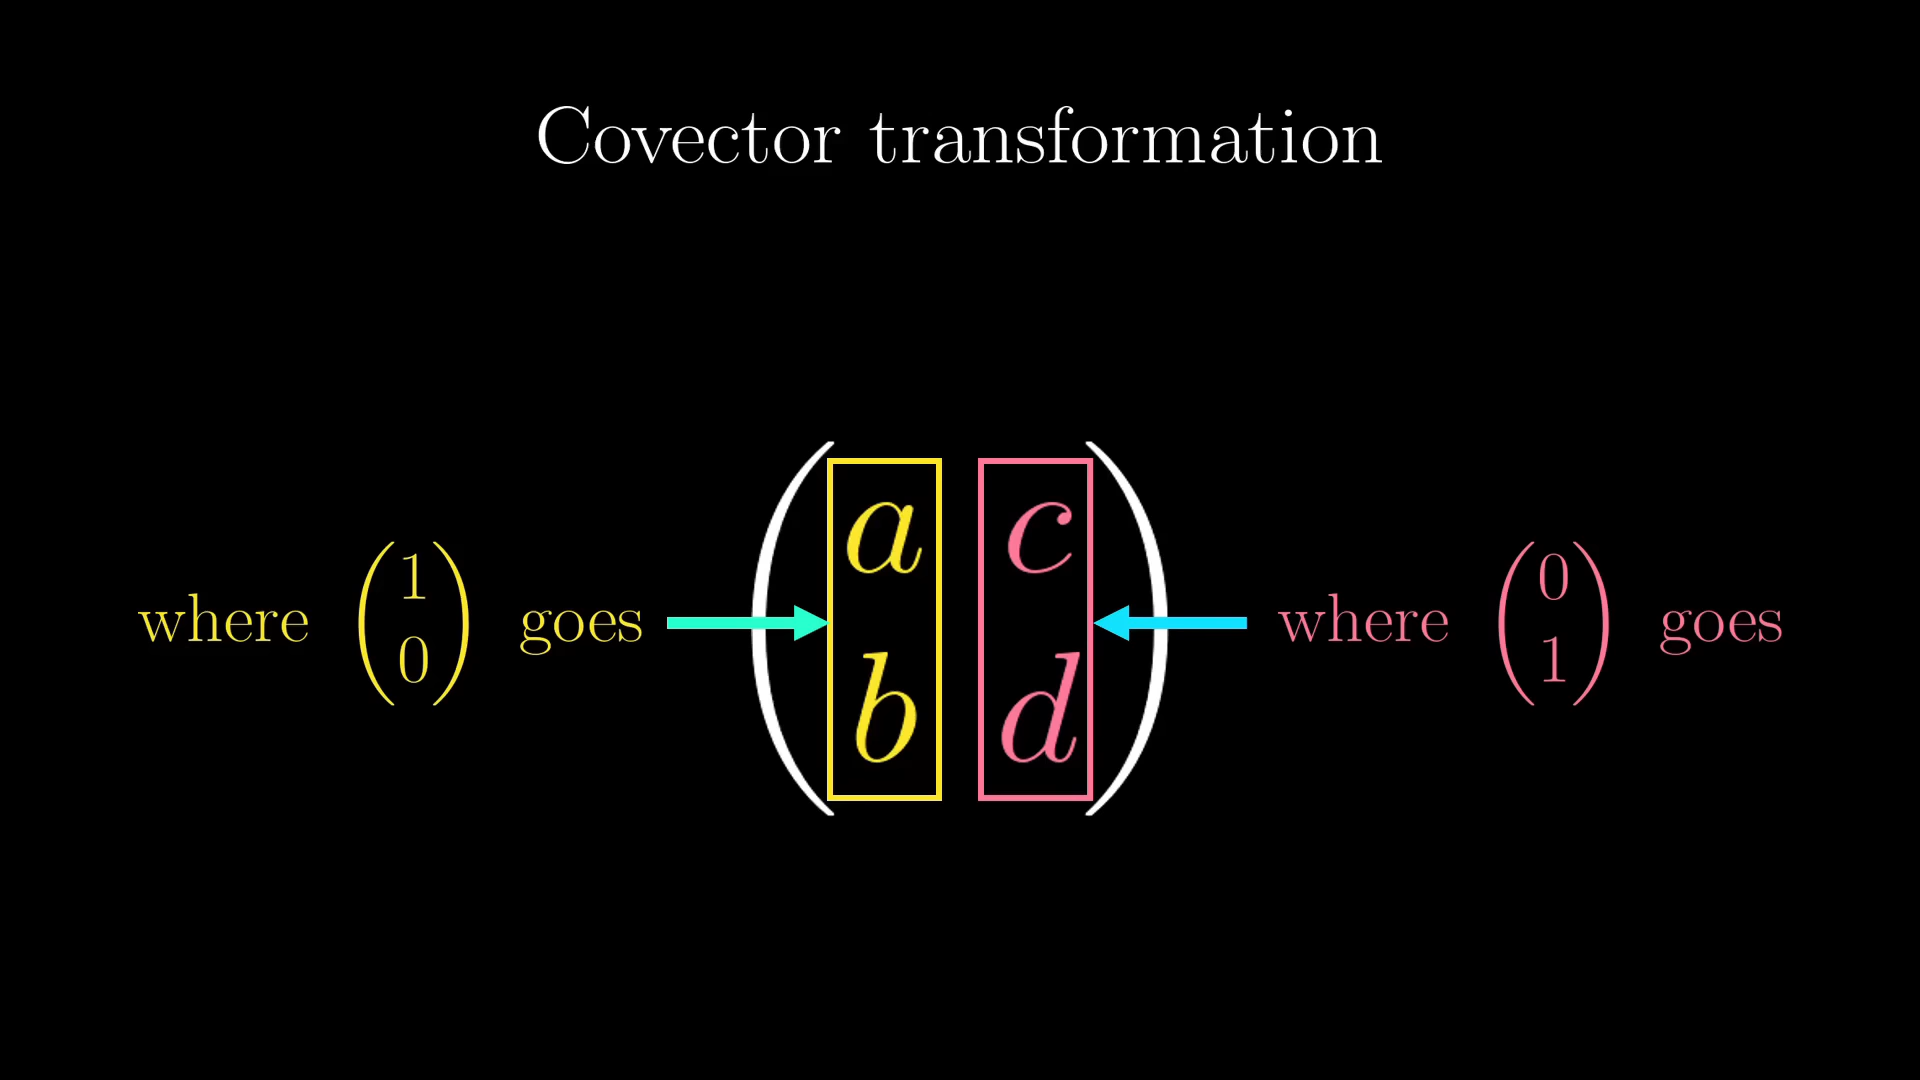 Covector transformation
where (1 0) goes
(a c
b d)
where (0 1) goes